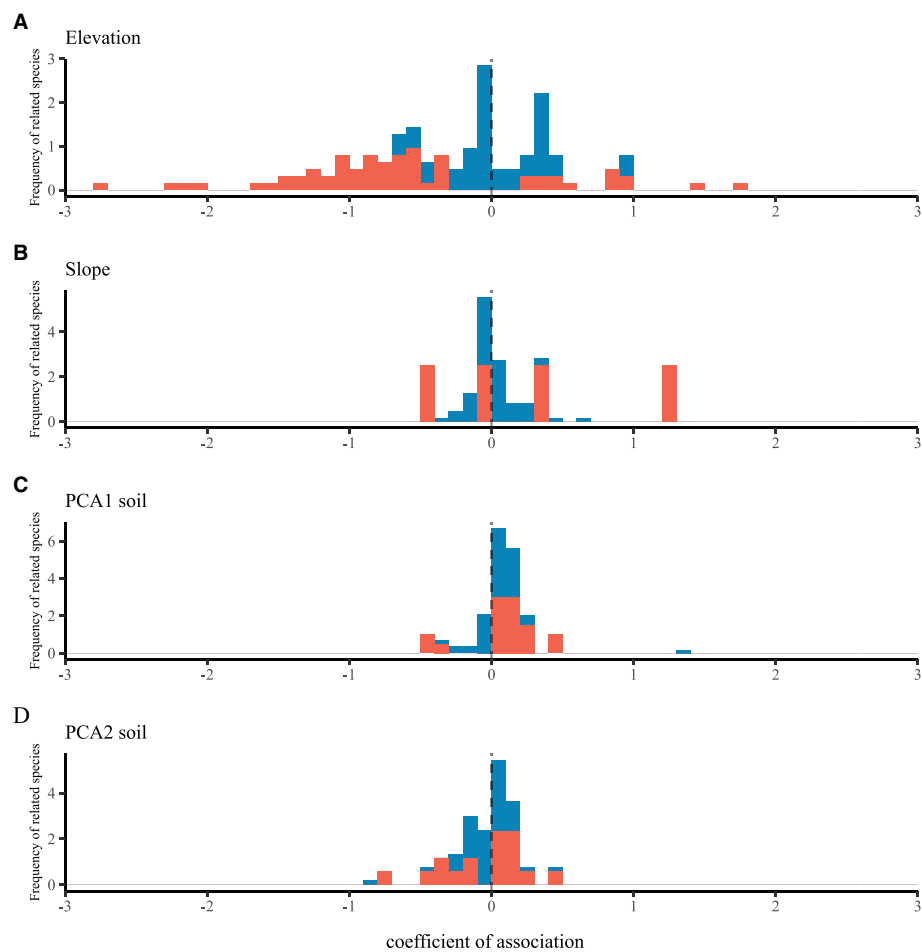 A
Elevation
Frequency of related species
3
2
1
0
-3 -2 -1 0 1 2 3
B
Slope
Frequency of related species
4
2
0
-3 -2 -1 0 1 2 3
C
PCA1 soil
Frequency of related species
6
4
2
0
-3 -2 -1 0 1 2 3
D
PCA2 soil
Frequency of related species
4
2
0
-3 -2 -1 0 1 2 3
coefficient of association